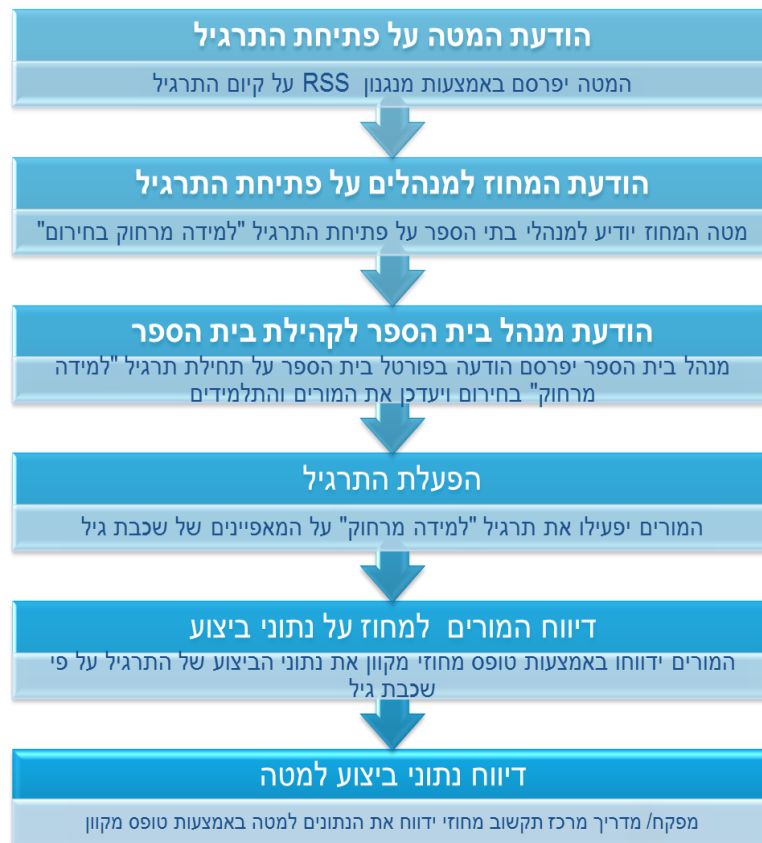 הודעת המטה על פתיחת התרגיל
המטה יפרסם באמצעות מנגנון RSS על קיום התרגיל
הודעת המחוז למנהלים על פתיחת התרגיל
מטה המחוז יודיע למנהלי בתי הספר על פתיחת התרגיל "למידה מרחוק בחירום"
הודעת מנהל בית הספר לקהילת בית הספר
מנהל בית הספר יפרסם הודעה בפורטל בית הספר על תחילת תרגיל "למידה
מרחוק" בחירום ויעדכן את המורים והתלמידים
הפעלת התרגיל
המורים יפעילו את תרגיל "למידה מרחוק" על המאפיינים של שכבת גיל
דיווח המורים למחוז על נתוני ביצוע
המורים ידווחו באמצעות טופס מחוזי מקוון את נתוני הביצוע של התרגיל על פי
שכבת גיל
דיווח נתוני ביצוע למטה
מפקח/ מדריך מרכז תקשוב מחוזי ידווח את הנתונים למטה באמצעות טופס מקוון